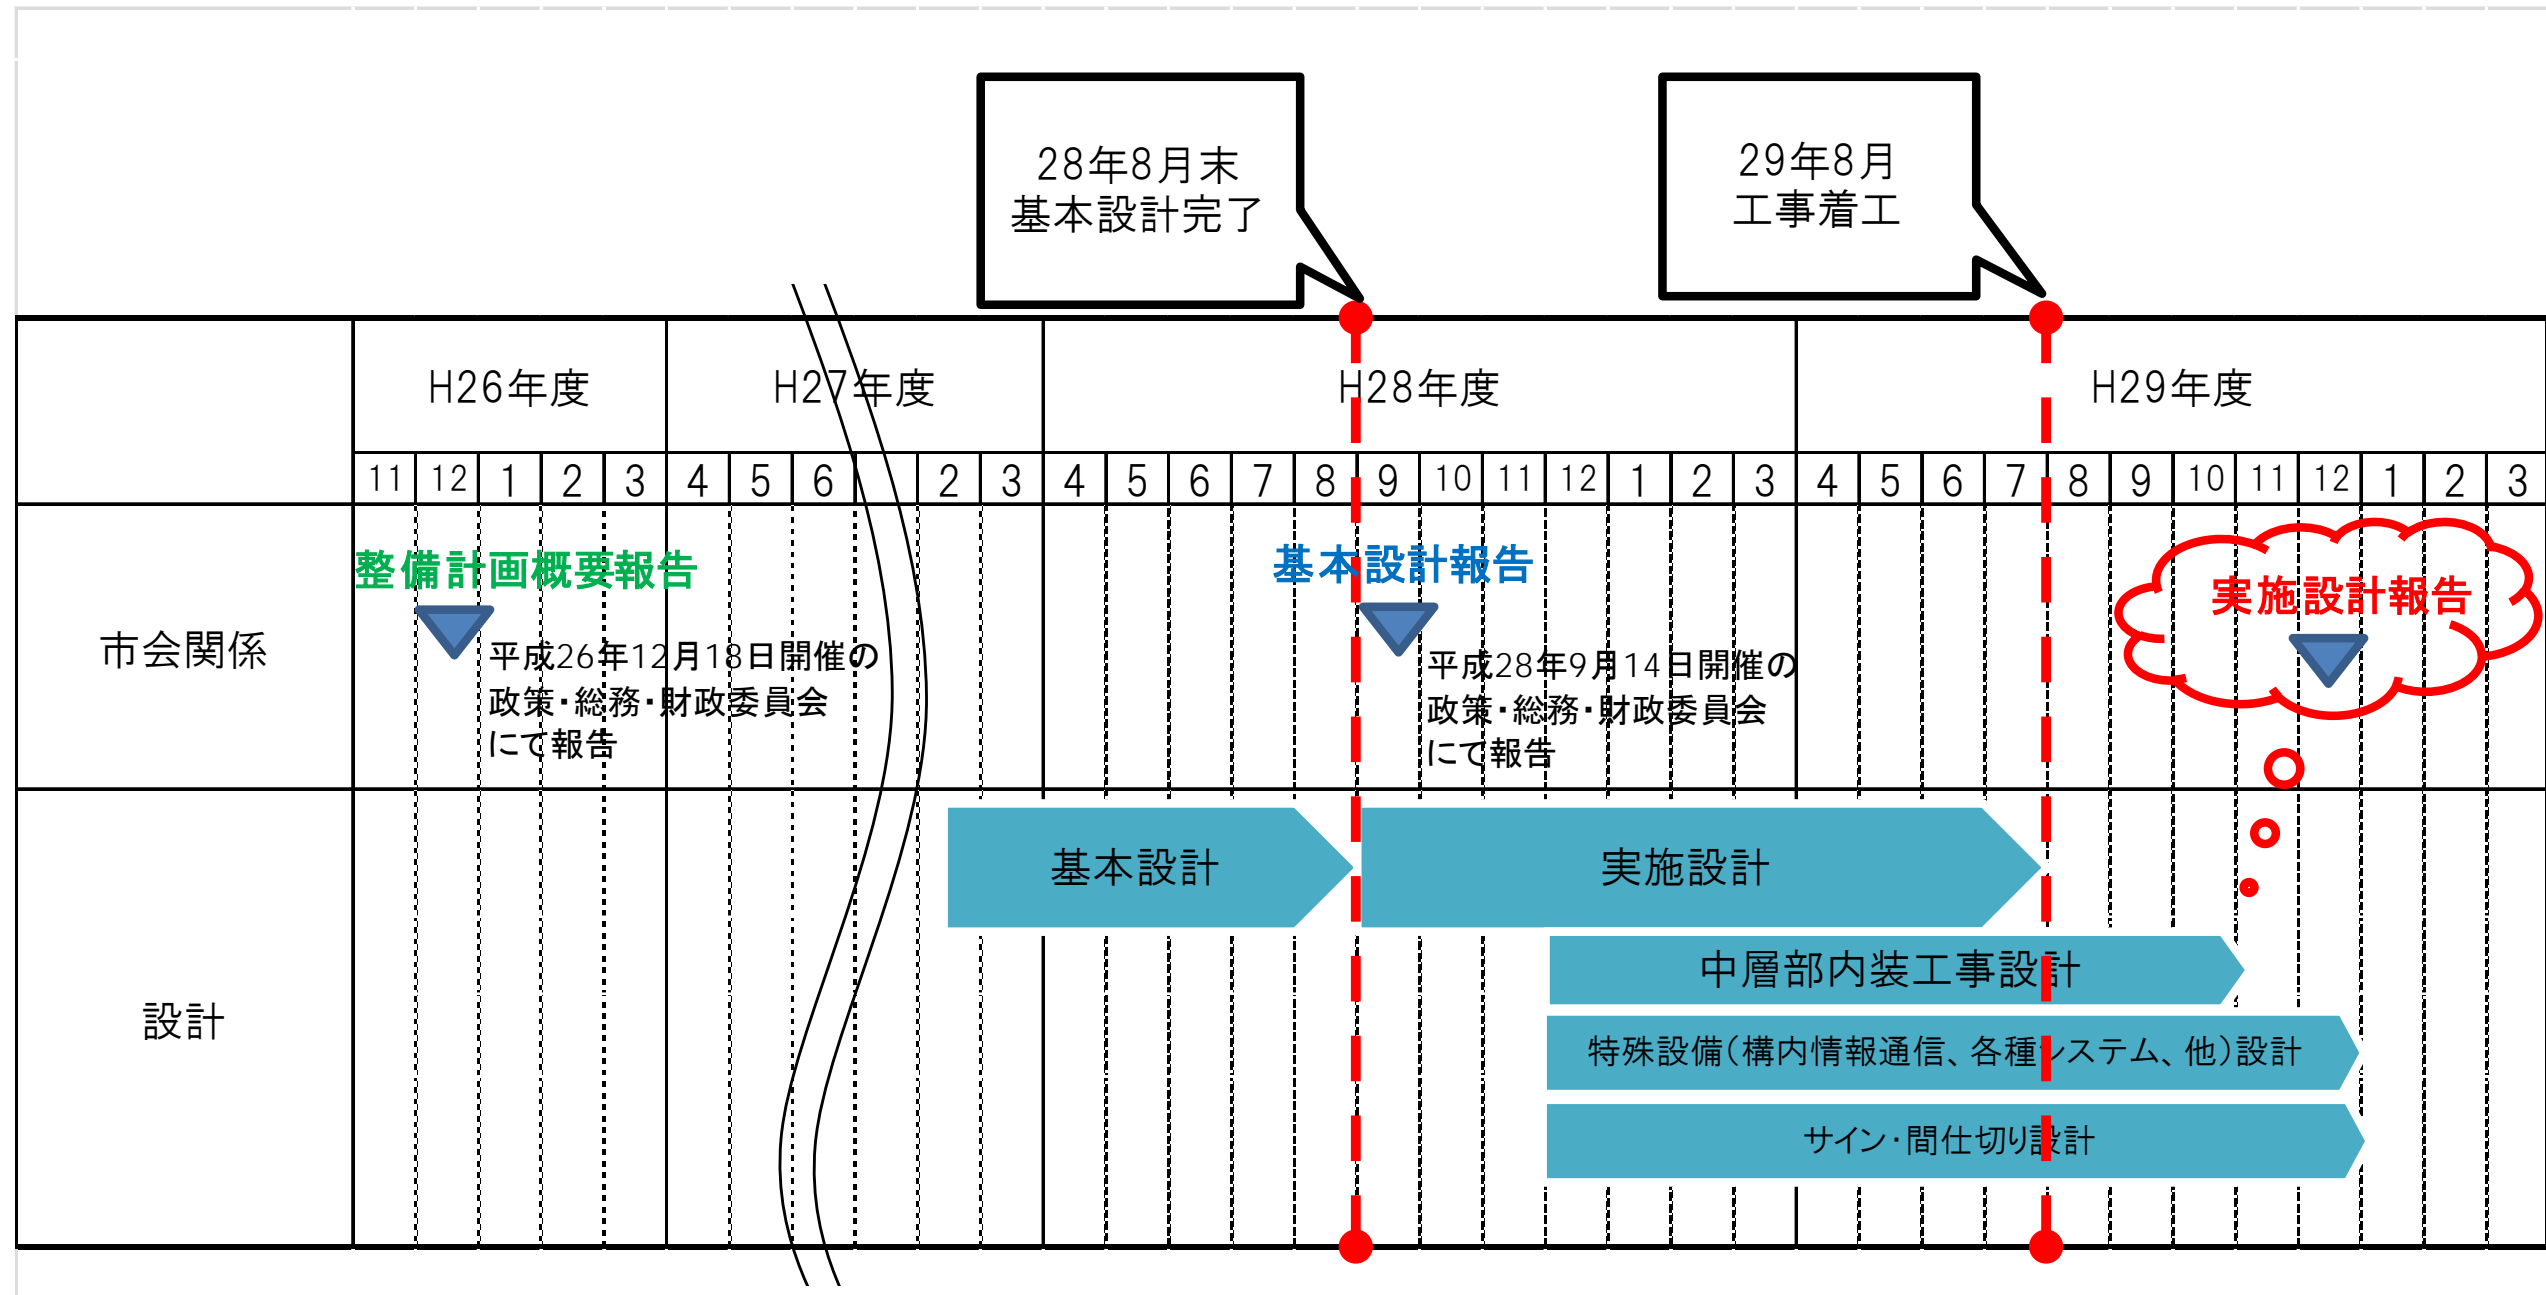 28年8月末
基本設計完了
29年8月
工事着工
H26年度 H27年度 H28年度 H29年度
11 12 1 2 3 4 5 6 2 3 4 5 6 7 8 9 10 11 12 1 2 3 4 5 6 7 8 9 10 11 12 1 2 3
市会関係
整備計画概要報告
平成26年12月18日開催の
政策・総務・財政委員会
にて報告
基本設計報告
平成28年9月14日開催の
政策・総務・財政委員会
にて報告
実施設計報告
設計
基本設計
実施設計
中層部内装工事設計
特殊設備(構内情報通信、各種システム、他)設計
サイン・間仕切り設計